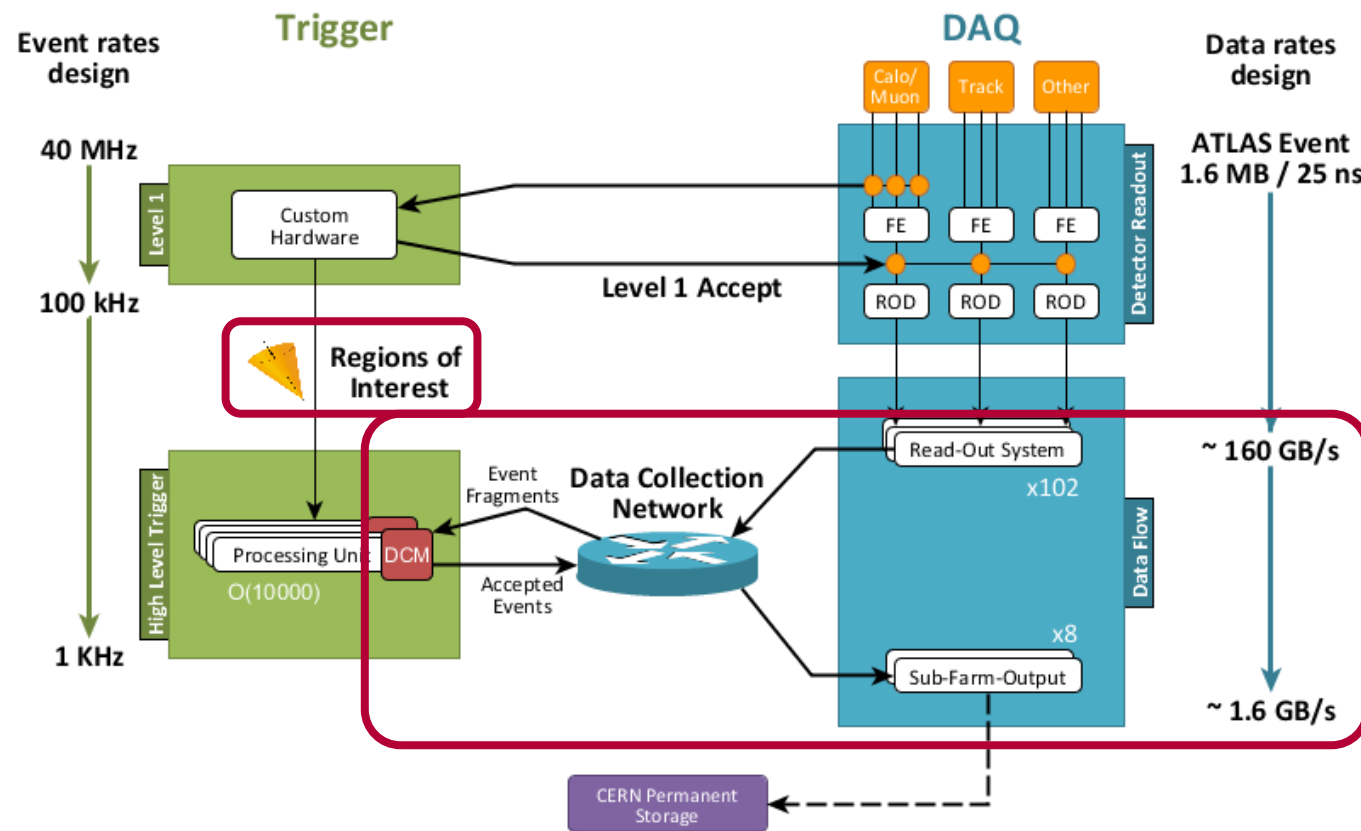 Trigger
DAQ
Event rates
design
Data rates
design
Calo/
Muon
Track
Other
40 MHz
ATLAS Event
1.6 MB / 25 ns
Level 1
Custom
Hardware
FE
FE
FE
Detector Readout
Level 1 Accept
100 kHz
ROD
ROD
ROD
Regions of
Interest
Read-Out System
x102
~ 160 GB/s
Event
Fragments
Data Collection
Network
High Level Trigger
Processing Unit
DCM
O(10000)
Accepted
Events
Data Flow
1 KHz
x8
Sub-Farm-Output
~ 1.6 GB/s
CERN Permanent
Storage